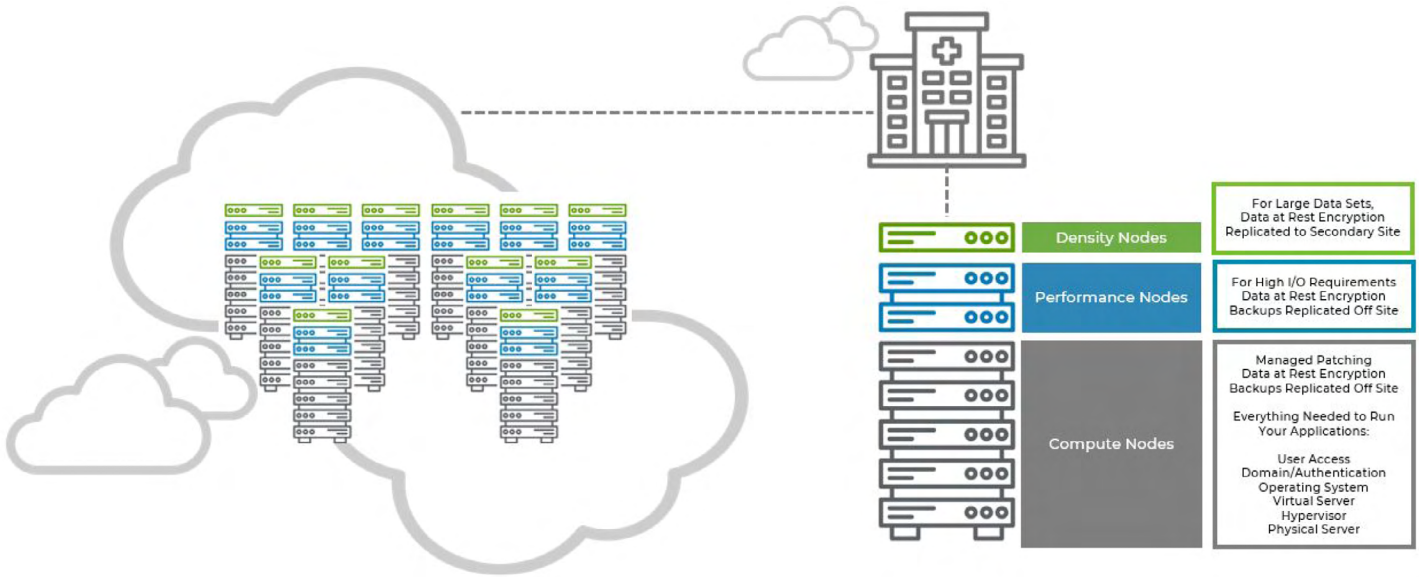 Density Nodes
For Large Data Sets,
Data at Rest Encryption
Replicated to Secondary Site
Performance Nodes
For High I/O Requirements
Data at Rest Encryption
Backups Replicated Off Site
Compute Nodes
Managed Patching
Data at Rest Encryption
Backups Replicated Off Site
Everything Needed to Run
Your Applications:
User Access
Domain/Authentication
Operating System
Virtual Server
Hypervisor
Physical Server